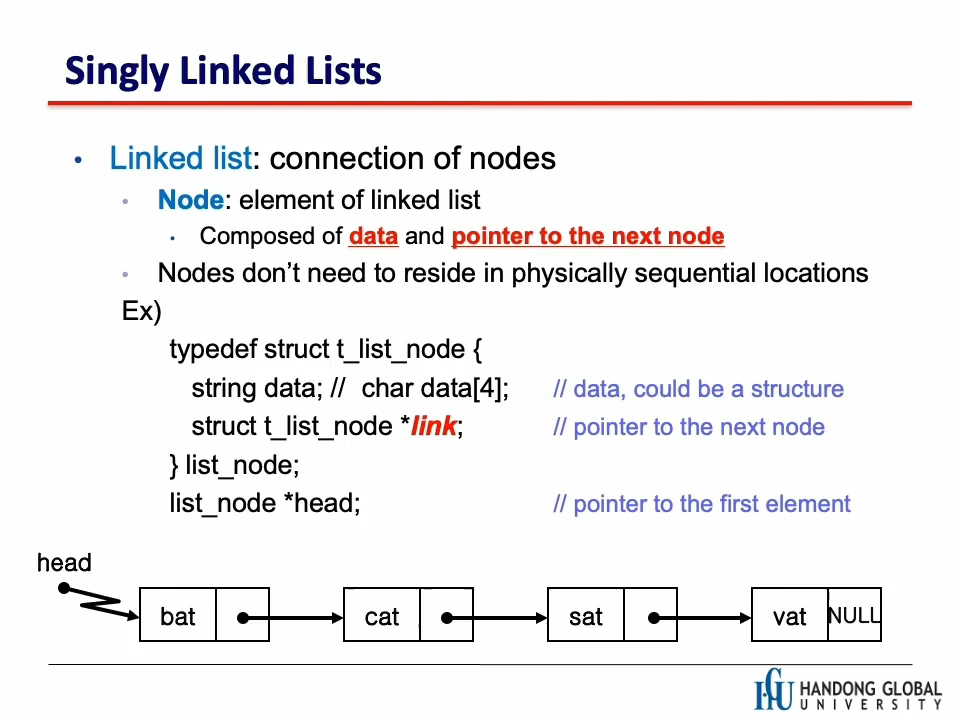 Singly Linked Lists
• Linked list: connection of nodes
• Node: element of linked list
• Composed of data and pointer to the next node
• Nodes don’t need to reside in physically sequential locations
Ex)
typedef struct t_list_node {
string data; // char data[4]; // data, could be a structure
struct t_list_node *link; // pointer to the next node
} list_node;
list_node *head; // pointer to the first element
head
bat cat sat vat NULL
HANDONG GLOBAL
UNIVERSITY